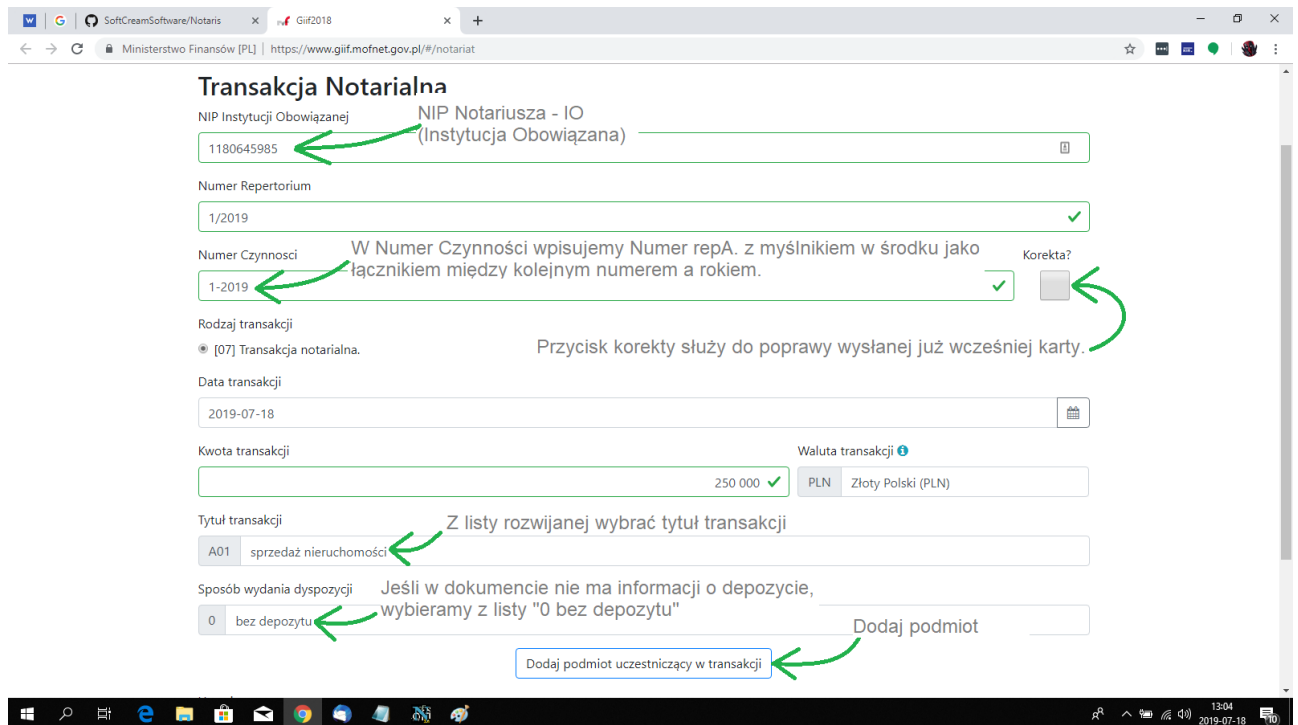 SoftCreamSoftware/Notaris
Giif2018
Ministerstwo Finansów [PL] | https://www.giif.mofnet.gov.pl/#/notariat
Transakcja Notarialna
NIP Instytucji Obowiązanej
NIP Notariusza - IO
(Instytucja Obowiązana)
1180645985
Numer Repertorium
1/2019
Numer Czynnosci
W Numer Czynności wpisujemy Numer repA. z myślnikiem w środku jako
łącznikiem między kolejnym numerem a rokiem.
Korekta?
1-2019
Rodzaj transakcji
[07] Transakcja notarialna.
Przycisk korekty służy do poprawy wysłanej już wcześniej karty.
Data transakcji
2019-07-18
Kwota transakcji
Waluta transakcji
250 000
PLN Złoty Polski (PLN)
Tytuł transakcji
Z listy rozwijanej wybrać tytuł transakcji
A01 sprzedaż nieruchomości
Sposób wydania dyspozycji
Jeśli w dokumencie nie ma informacji o depozycie,
wybieramy z listy "0 bez depozytu"
0 bez depozytu
Dodaj podmiot
Dodaj podmiot uczestniczący w transakcji
13:04
2019-07-18